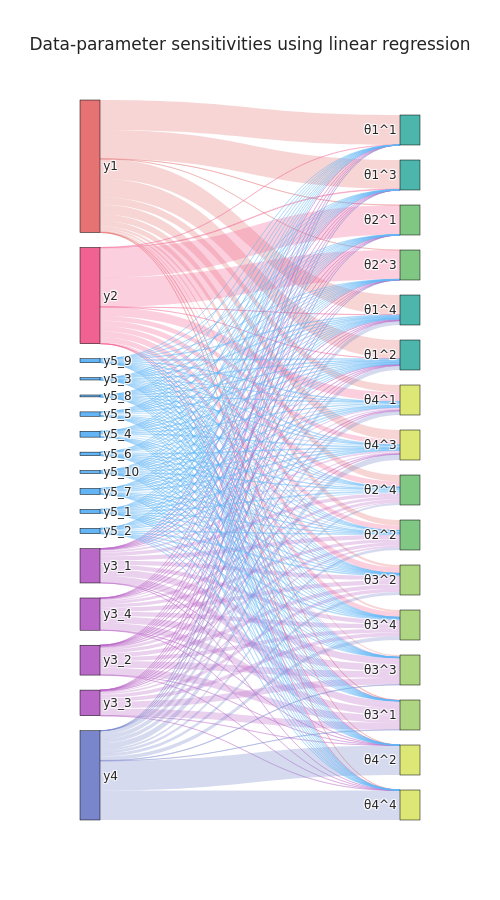 Data-parameter sensitivities using linear regression
y1
y2
y5_9
y5_3
y5_8
y5_5
y5_4
y5_6
y5_10
y5_7
y5_1
y5_2
y3_1
y3_4
y3_2
y3_3
y4
θ1^1
θ1^3
θ2^1
θ2^3
θ1^4
θ1^2
θ4^1
θ4^3
θ2^4
θ2^2
θ3^2
θ3^4
θ3^3
θ3^1
θ4^2
θ4^4